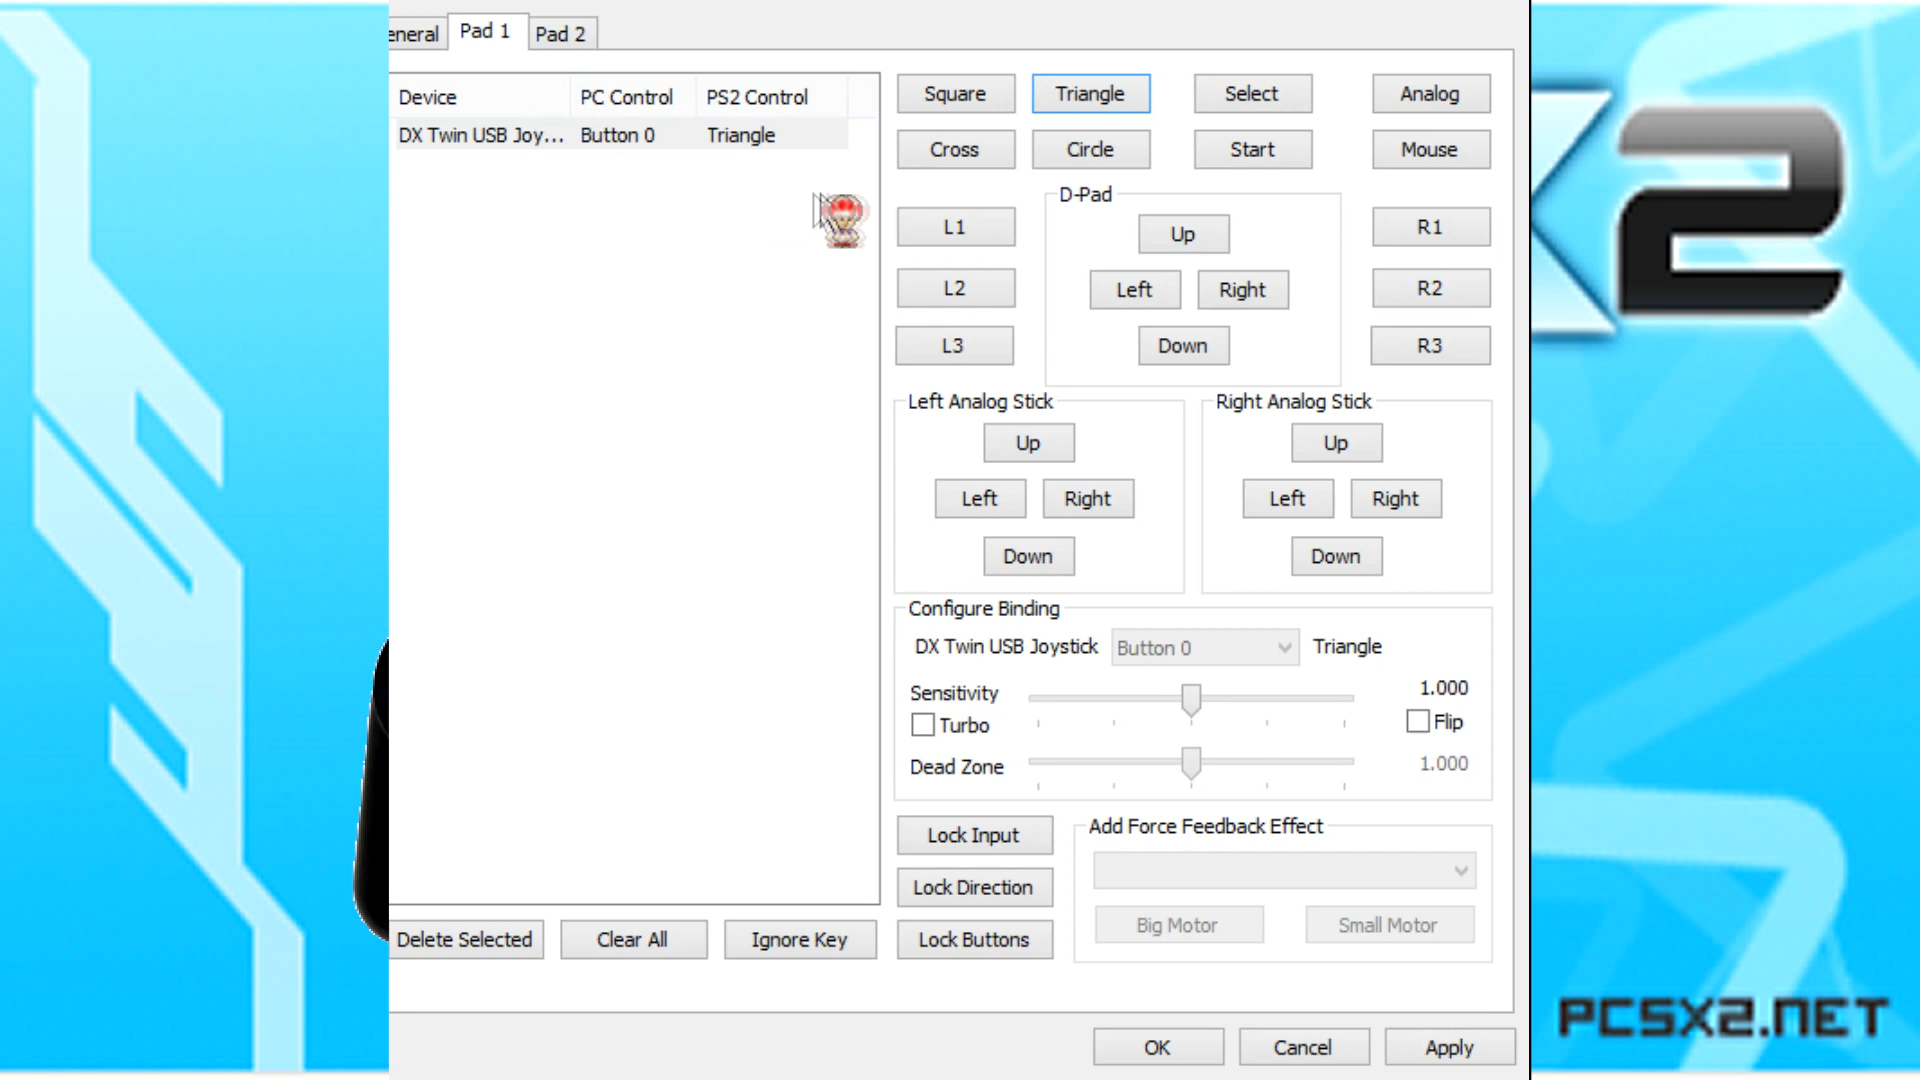 eneral Pad 1 Pad 2
Device PC Control PS2 Control
DX Twin USB Joy... Button 0 Triangle
Square Triangle Select Analog
Cross Circle Start Mouse
D-Pad
L1 Up R1
L2 Left Right R2
L3 Down R3
Left Analog Stick Right Analog Stick
Up Up
Left Right Left Right
Down Down
Configure Binding
DX Twin USB Joystick Button 0 Triangle
Sensitivity 1.000
Turbo Flip
Dead Zone 1.000
Lock Input Add Force Feedback Effect
Lock Direction
Big Motor Small Motor
Delete Selected Clear All Ignore Key Lock Buttons
OK Cancel Apply
X2
PCSX2.NET